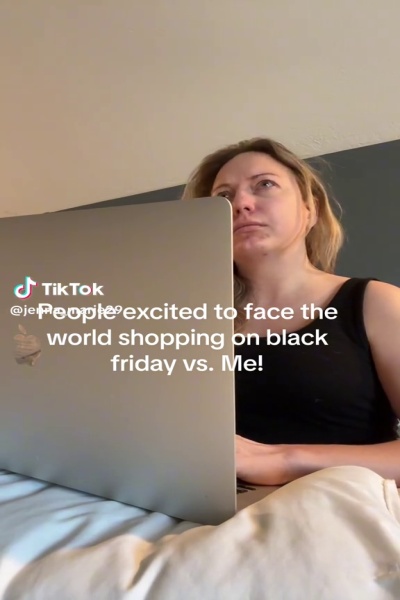 TikTok
People excited to face the
world shopping on black
friday vs. Me!